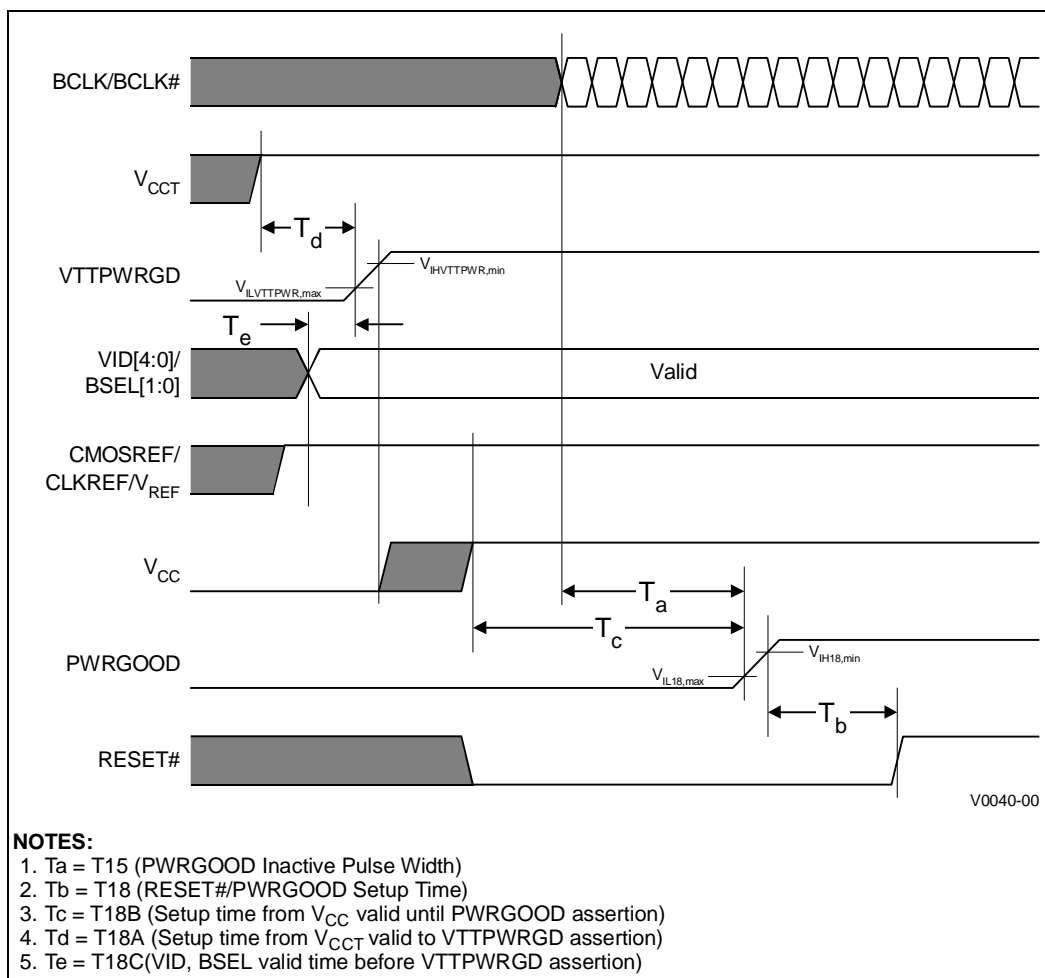 BCLK/BCLK#
VCCT
Td
VTTPWRGD
VIHVTTPWR,min
VILVTTPWR,max
Te
VID[4:0]/
BSEL[1:0]
Valid
CMOSREF/
CLKREF/VREF
VCC
Ta
Tc
PWRGOOD
VIH18,min
VIL18,max
Tb
RESET#
V0040-00
NOTES:
1. Ta = T15 (PWRGOOD Inactive Pulse Width)
2. Tb = T18 (RESET#/PWRGOOD Setup Time)
3. Tc = T18B (Setup time from VCC valid until PWRGOOD assertion)
4. Td = T18A (Setup time from VCCT valid to VTTPWRGD assertion)
5. Te = T18C(VID, BSEL valid time before VTTPWRGD assertion)